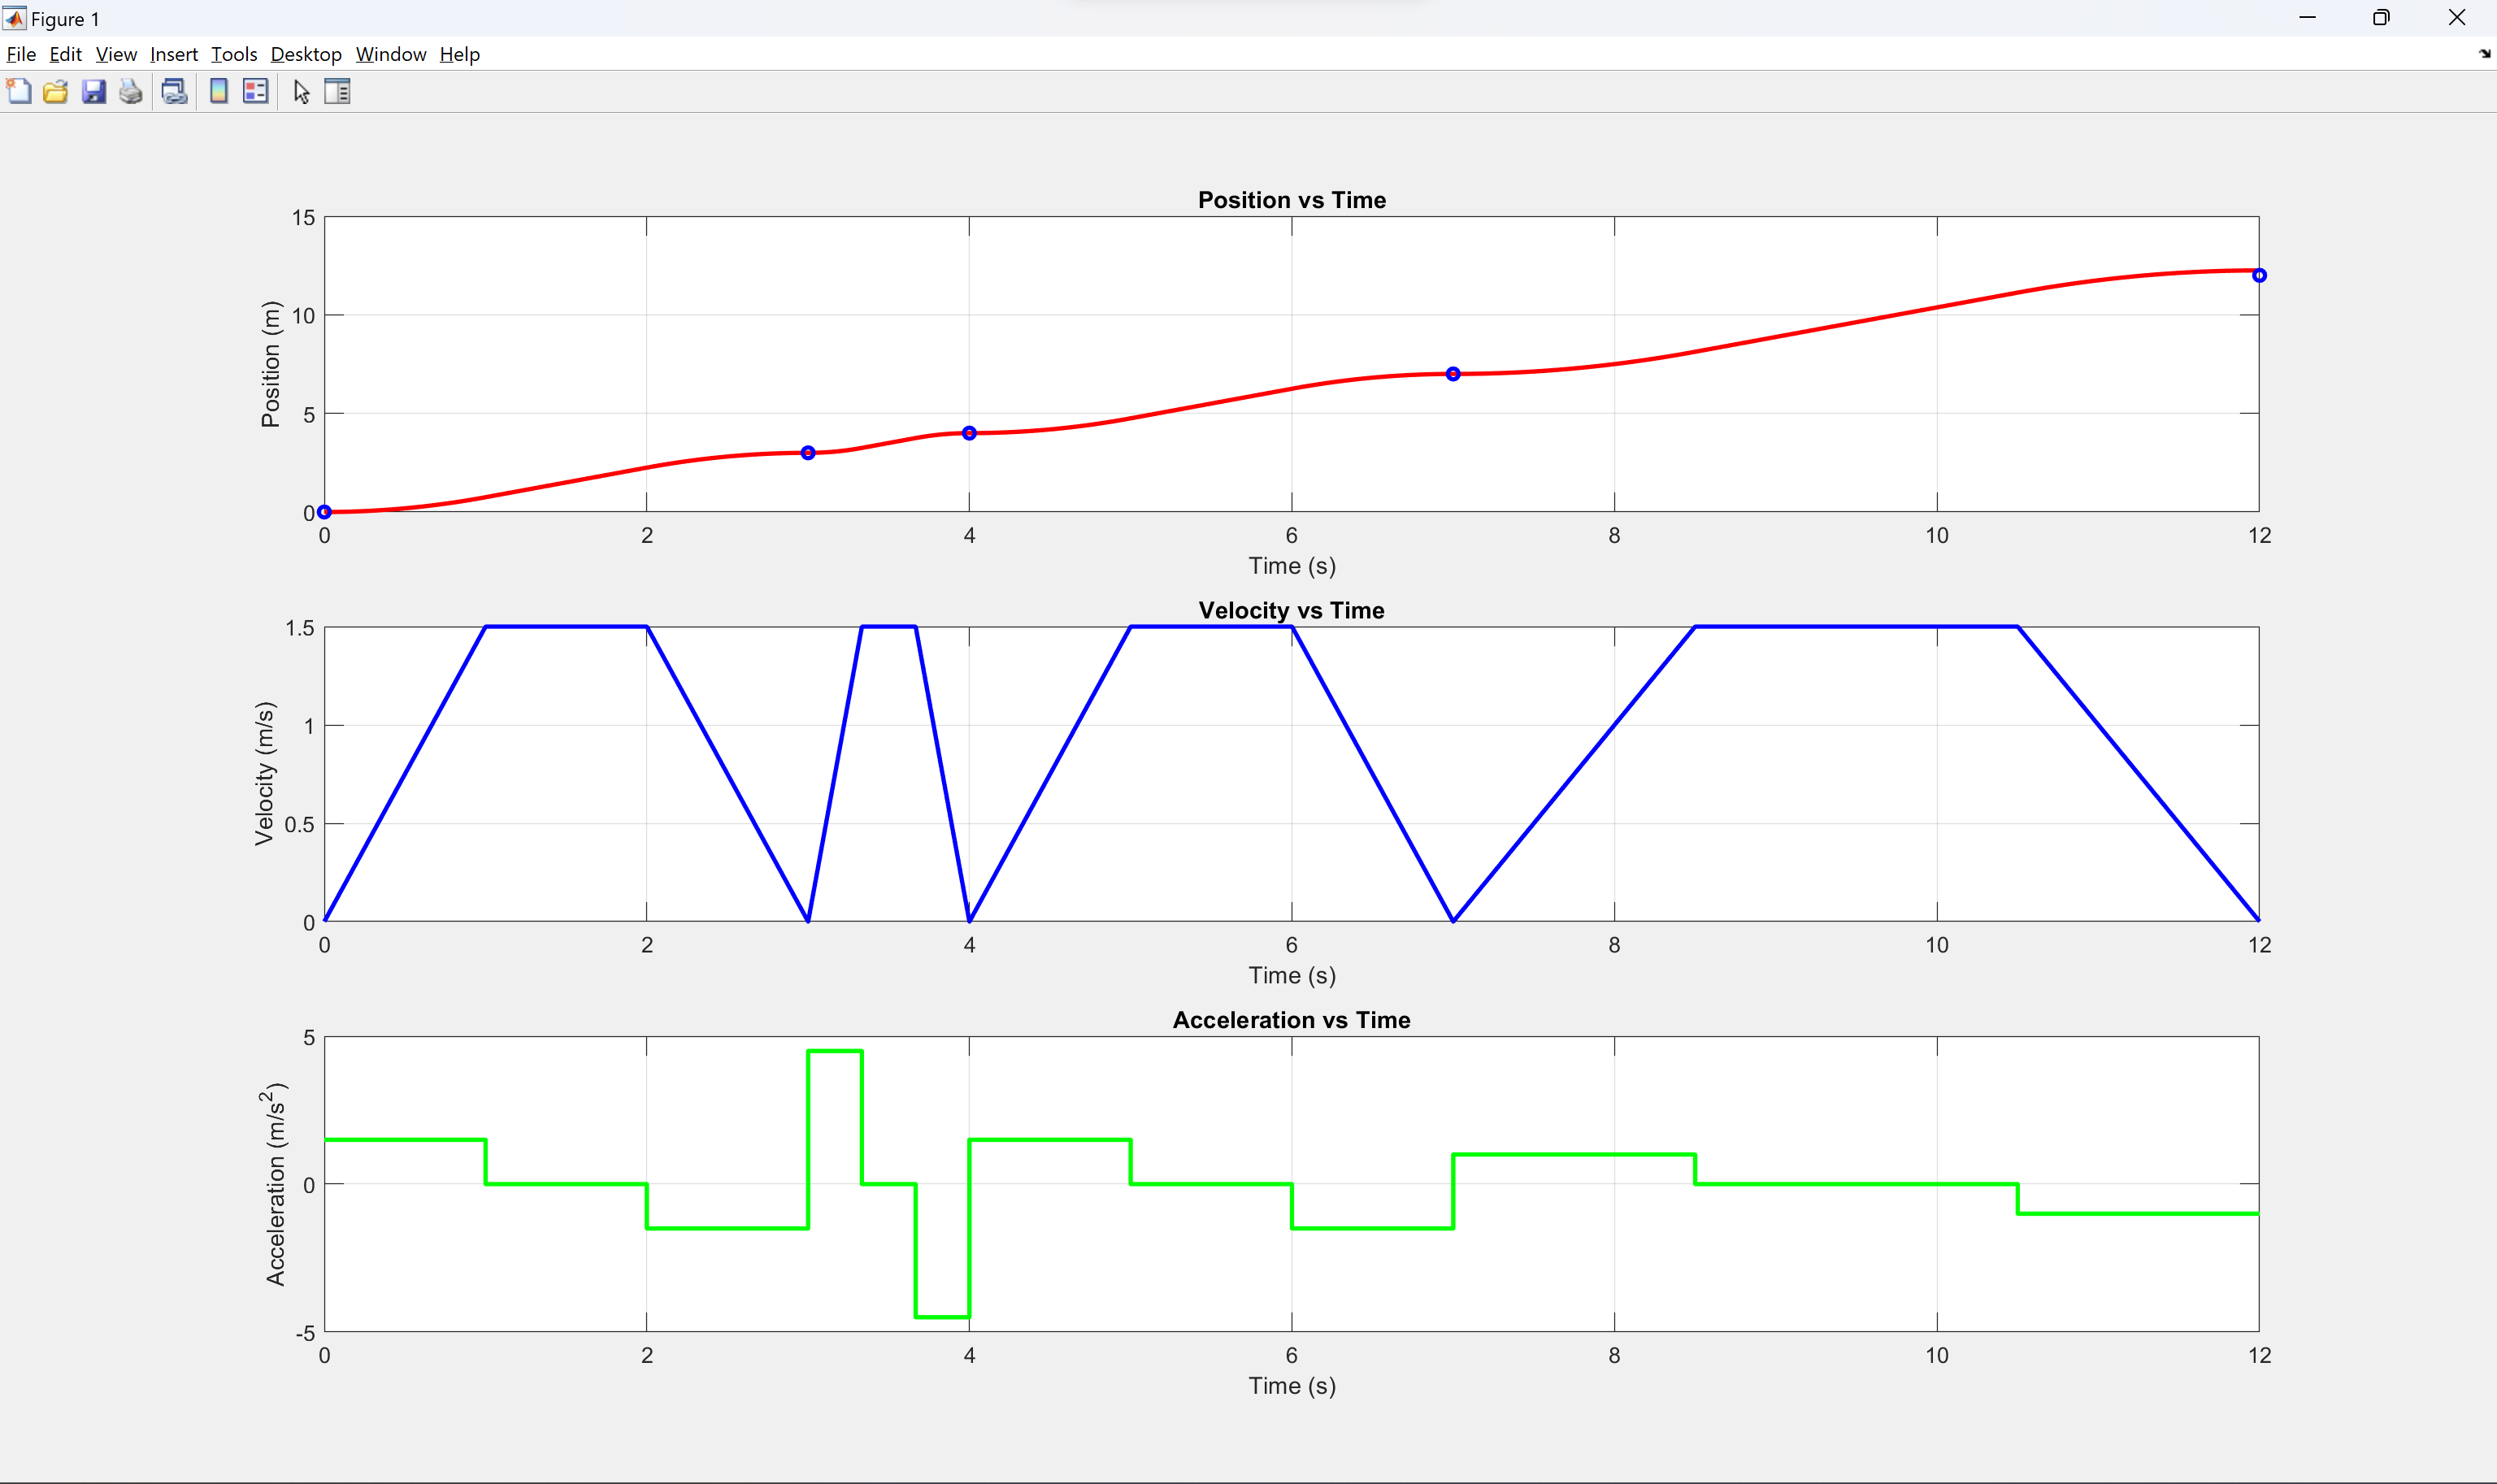 Figure 1
File Edit View Insert Tools Desktop Window Help
Position vs Time
15
10
5
0
Position (m)
0 2 4 6 8 10 12
Time (s)
Velocity vs Time
1.5
1
0.5
0
Velocity (m/s)
0 2 4 6 8 10 12
Time (s)
Acceleration vs Time
5
0
-5
Acceleration (m/s²)
0 2 4 6 8 10 12
Time (s)